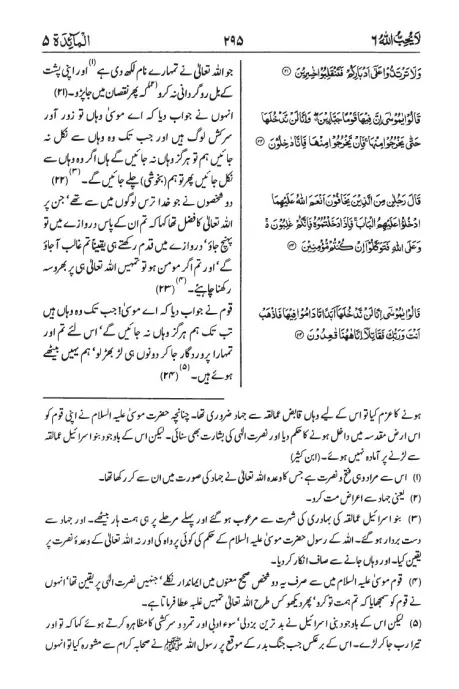 لَا يُحِبُّ اللهُ ٦
٢٩٥
الْمَآئِدَة ٥
وَلَا تَرْتَدُّوْا عَلٰٓى اَدْبَارِكُمْ فَتَنْقَلِبُوْا خٰسِرِيْنَ ۝٢١
قَالُوْا يٰمُوْسٰٓى اِنَّ فِيْهَا قَوْمًا جَبَّارِيْنَ ۖ وَاِنَّا لَنْ نَّدْخُلَهَا
حَتّٰى يَخْرُجُوْا مِنْهَا ۚ فَاِنْ يَّخْرُجُوْا مِنْهَا فَاِنَّا دٰخِلُوْنَ ۝٢٢
قَالَ رَجُلٰنِ مِنَ الَّذِيْنَ يَخَافُوْنَ اَنْعَمَ اللهُ عَلَيْهِمَا
ادْخُلُوْا عَلَيْهِمُ الْبَابَ ۚ فَاِذَا دَخَلْتُمُوْهُ فَاِنَّكُمْ غٰلِبُوْنَ ۚ
وَعَلَى اللهِ فَتَوَكَّلُوْٓا اِنْ كُنْتُمْ مُّؤْمِنِيْنَ ۝٢٣
قَالُوْا يٰمُوْسٰٓى اِنَّا لَنْ نَّدْخُلَهَآ اَبَدًا مَّا دَامُوْا فِيْهَا فَاذْهَبْ
اَنْتَ وَرَبُّكَ فَقَاتِلَآ اِنَّا هٰهُنَا قٰعِدُوْنَ ۝٢٤
جو اللہ تعالیٰ نے تمہارے نام لکھ دی ہے (۱) اور اپنی پشت
کے بل روگردانی نہ کرو (۲) کہ پھر نقصان میں جا پڑو۔ (۲۱)
انہوں نے جواب دیا کہ اے موسیٰ وہاں تو زور آور
سرکش لوگ ہیں اور جب تک وہ وہاں سے نکل نہ
جائیں ہم تو ہرگز وہاں نہ جائیں گے ہاں اگر وہ وہاں سے
نکل جائیں پھر تو ہم (بخوشی) چلے جائیں گے۔ (۳) (۲۲)
دو شخصوں نے جو خدا ترس لوگوں میں سے تھے، جن پر
اللہ تعالیٰ کا فضل تھا کہا کہ تم ان کے پاس دروازے میں تو
پہنچ جاؤ، دروازے میں قدم رکھتے ہی یقیناً تم غالب آجاؤ
گے، اور تم اگر مومن ہو تو تمہیں اللہ تعالیٰ ہی پر بھروسہ
رکھنا چاہیئے۔ (۴) (۲۳)
قوم نے جواب دیا کہ اے موسیٰ! جب تک وہ وہاں ہیں
تب تک ہم ہرگز وہاں نہ جائیں گے، اس لئے تم اور
تمہارا پروردگار جا کر دونوں ہی لڑ بھڑ لو، ہم یہیں بیٹھے
ہوئے ہیں۔ (۵) (۲۴)
ہونے کا عزم کیا تو اس کے لیے وہاں قابض عمالقہ سے جہاد ضروری تھا۔ چنانچہ حضرت موسیٰ علیہ السلام نے اپنی قوم کو
اس ارض مقدسہ میں داخل ہونے کا حکم دیا اور نصرت الٰہی کی بشارت بھی سنائی۔ لیکن اس کے باوجود بنو اسرائیل عمالقہ
سے لڑنے پر آمادہ نہیں ہوئے۔ (ابن کثیر)
(۱) اس سے مراد وہی فتح و نصرت ہے جس کا وعدہ اللہ تعالیٰ نے جہاد کی صورت میں ان سے کر رکھا تھا۔
(۲) یعنی جہاد سے اعراض مت کرو۔
(۳) بنو اسرائیل عمالقہ کی بہادری کی شہرت سے مرعوب ہو گئے اور پہلے مرحلے پر ہی ہمت ہار بیٹھے۔ اور جہاد سے
دست بردار ہو گئے۔ اللہ کے رسول حضرت موسیٰ علیہ السلام کے حکم کی کوئی پرواہ کی اور نہ اللہ تعالیٰ کے وعدۂ نصرت پر
یقین کیا۔ اور وہاں جانے سے صاف انکار کر دیا۔
(۴) قوم موسیٰ علیہ السلام میں سے صرف یہ دو شخص صحیح معنوں میں ایماندار نکلے، جنہیں نصرت الٰہی پر یقین تھا، انہوں
نے قوم کو سمجھایا کہ تم ہمت تو کرو، پھر دیکھو کس طرح اللہ تعالیٰ تمہیں غلبہ عطا فرماتا ہے۔
(۵) لیکن اس کے باوجود بنی اسرائیل نے بدترین بزدلی، سوء ادبی اور تمرد و سرکشی کا مظاہرہ کرتے ہوئے کہا کہ تو اور
تیرا رب جا کر لڑے۔ اس کے برعکس جب جنگ بدر کے موقع پر رسول اللہ ﷺ نے صحابہ کرام سے مشورہ کیا تو انہوں